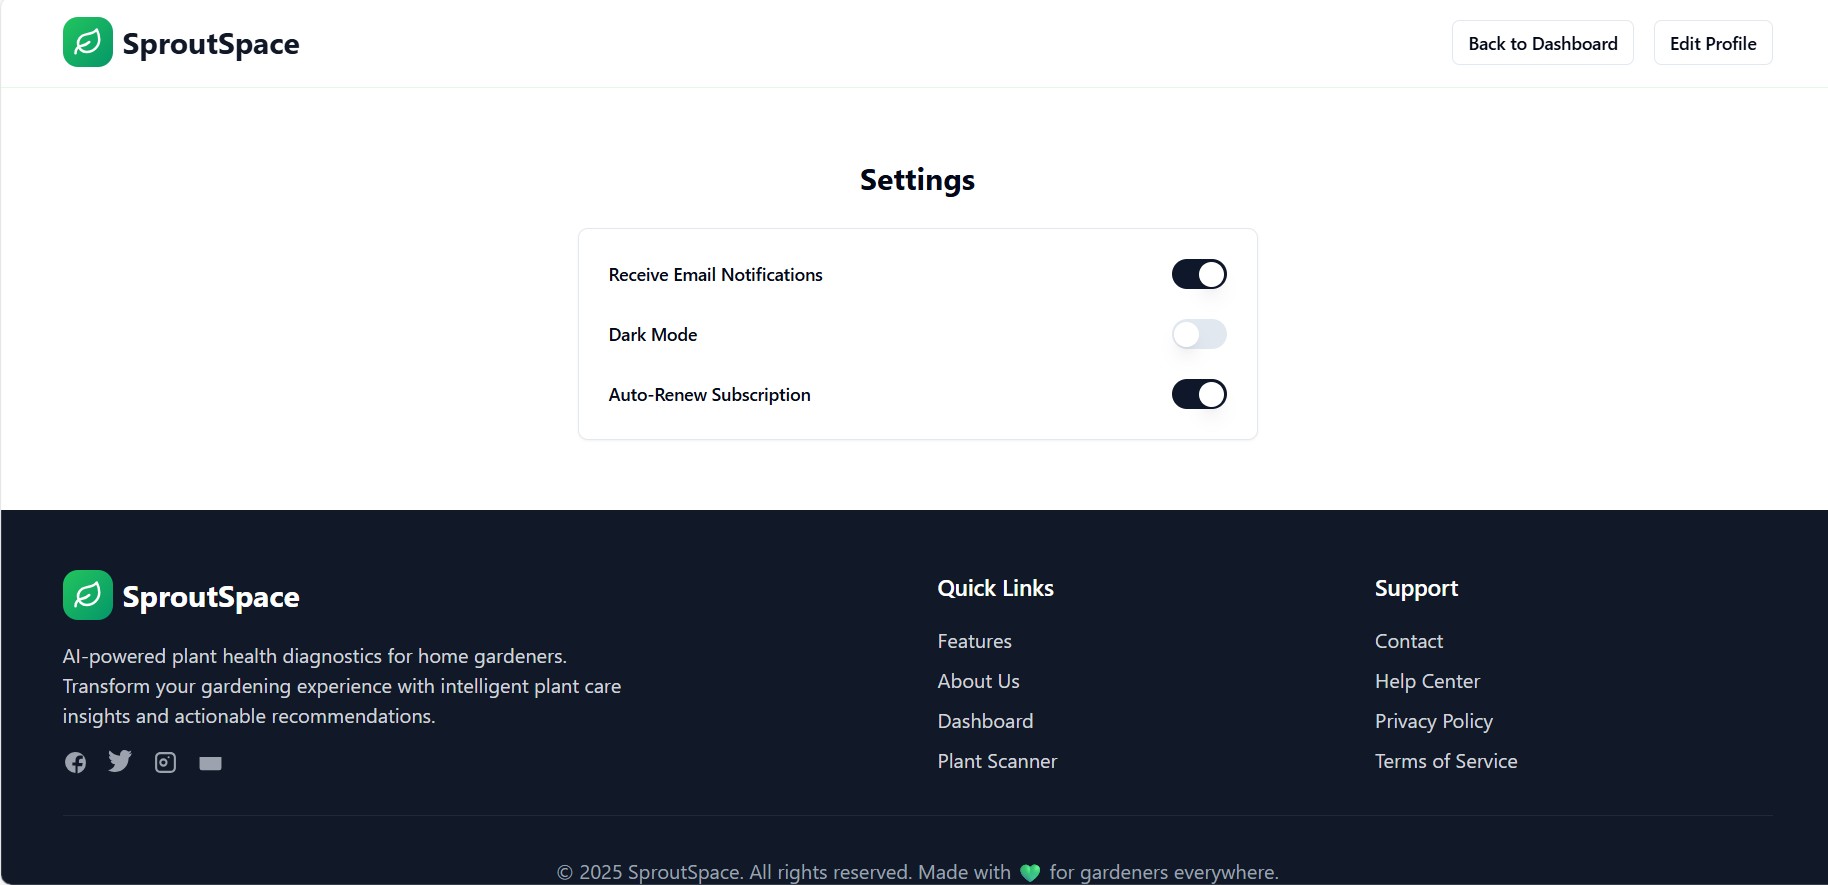 SproutSpace
Back to Dashboard
Edit Profile
Settings
Receive Email Notifications
Dark Mode
Auto-Renew Subscription
SproutSpace
AI-powered plant health diagnostics for home gardeners.
Transform your gardening experience with intelligent plant care
insights and actionable recommendations.
Quick Links
Features
About Us
Dashboard
Plant Scanner
Support
Contact
Help Center
Privacy Policy
Terms of Service
© 2025 SproutSpace. All rights reserved. Made with 💚 for gardeners everywhere.